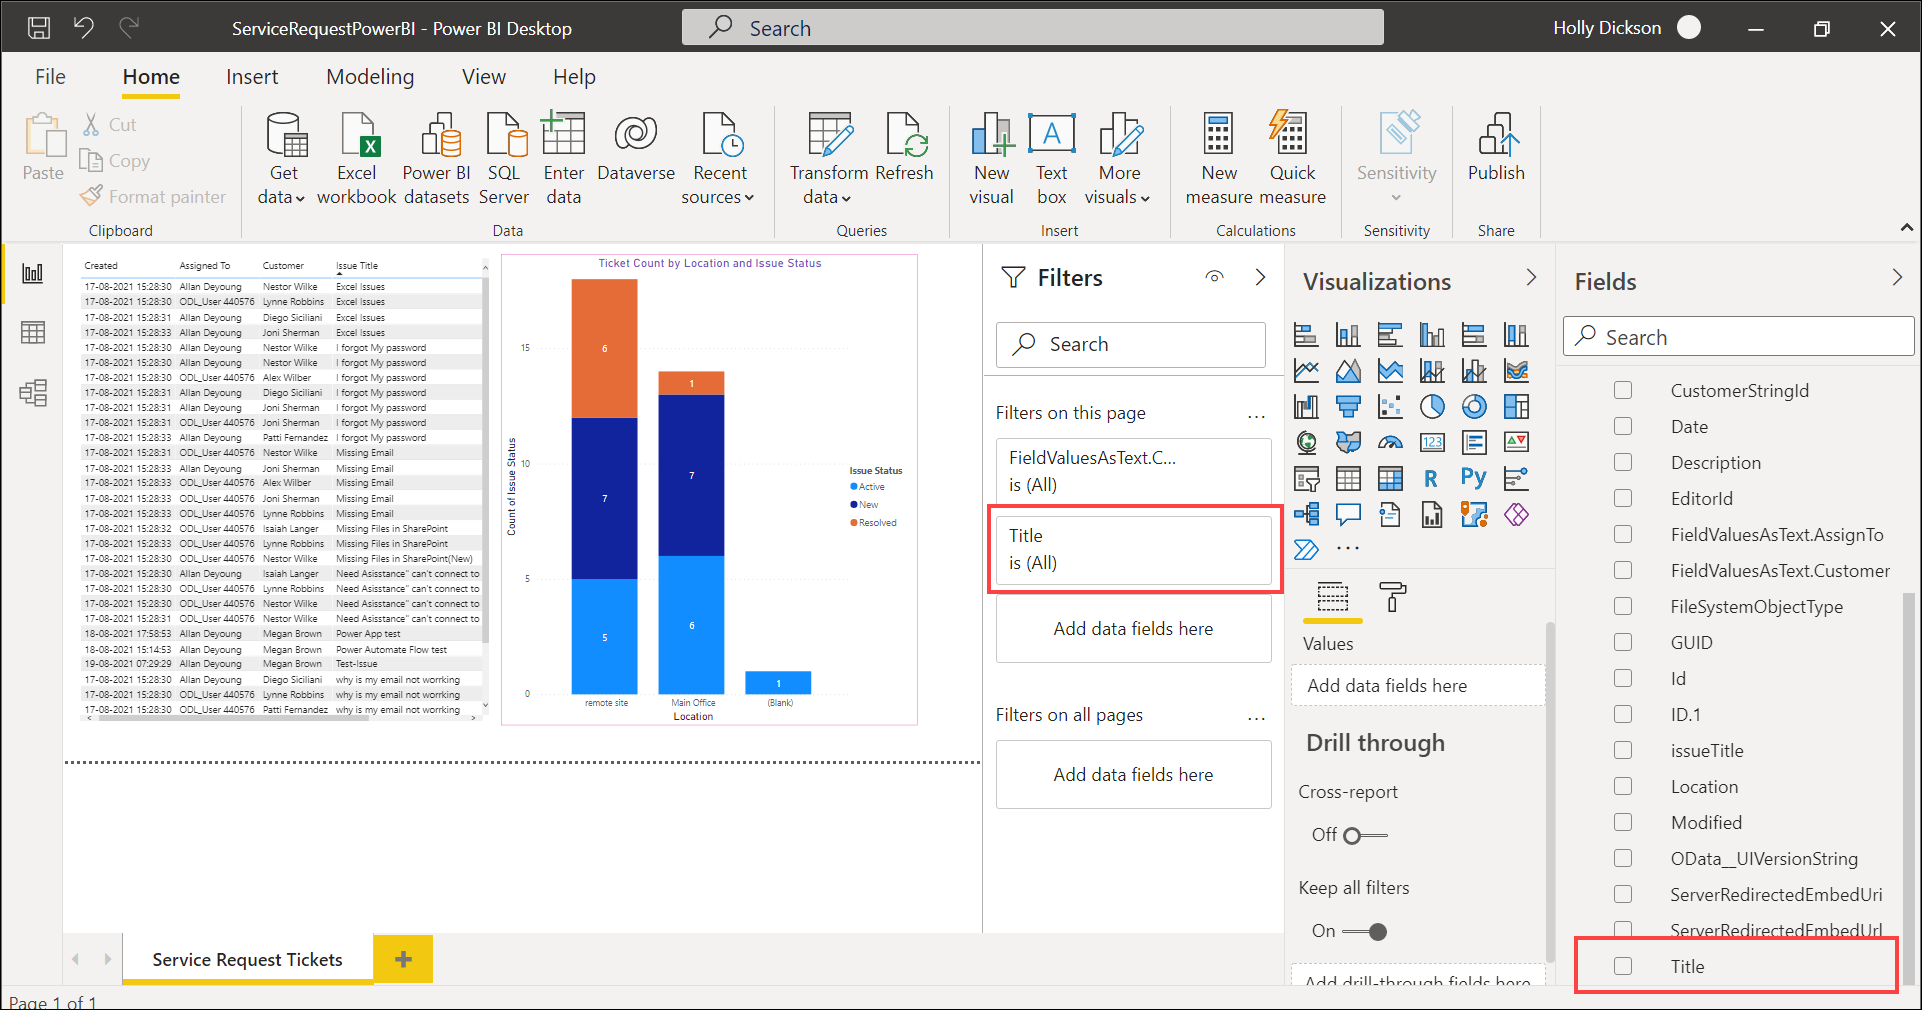 ServiceRequestPowerBI - Power BI Desktop
Search
Holly Dickson
File Home Insert Modeling View Help
Paste
Cut
Copy
Format painter
Clipboard
Get data
Excel workbook
Power BI datasets
SQL Server
Enter data
Dataverse
Recent sources
Data
Transform data
Refresh
Queries
New visual
Text box
More visuals
Insert
New measure
Quick measure
Calculations
Sensitivity
Sensitivity
Publish
Share
Created Assigned To Customer Issue Title
17-08-2021 15:28:30 Allan Deyoung Nestor Wilke Excel Issues
17-08-2021 15:28:30 ODL_User 440576 Lynne Robbins Excel Issues
17-08-2021 15:28:31 Allan Deyoung Diego Siciliani Excel Issues
17-08-2021 15:28:33 Allan Deyoung Joni Sherman Excel Issues
17-08-2021 15:28:30 Allan Deyoung Nestor Wilke I forgot My password
17-08-2021 15:28:30 Allan Deyoung Nestor Wilke I forgot My password
17-08-2021 15:28:30 ODL_User 440576 Alex Wilber I forgot My password
17-08-2021 15:28:31 Allan Deyoung Diego Siciliani I forgot My password
17-08-2021 15:28:31 Allan Deyoung Joni Sherman I forgot My password
17-08-2021 15:28:31 ODL_User 440576 Joni Sherman I forgot My password
17-08-2021 15:28:33 Allan Deyoung Patti Fernandez I forgot My password
17-08-2021 15:28:31 ODL_User 440576 Nestor Wilke Missing Email
17-08-2021 15:28:33 Allan Deyoung Joni Sherman Missing Email
17-08-2021 15:28:33 ODL_User 440576 Alex Wilber Missing Email
17-08-2021 15:28:33 ODL_User 440576 Joni Sherman Missing Email
17-08-2021 15:28:33 ODL_User 440576 Lynne Robbins Missing Email
17-08-2021 15:28:32 ODL_User 440576 Isaiah Langer Missing Files in SharePoint
17-08-2021 15:28:33 ODL_User 440576 Lynne Robbins Missing Files in SharePoint
17-08-2021 15:28:30 ODL_User 440576 Nestor Wilke Missing Files in SharePoint(New)
17-08-2021 15:28:30 Allan Deyoung Isaiah Langer Need Asisstance" can't connect to
17-08-2021 15:28:30 ODL_User 440576 Lynne Robbins Need Asisstance" can't connect to
17-08-2021 15:28:30 ODL_User 440576 Nestor Wilke Need Asisstance" can't connect to
17-08-2021 15:28:31 ODL_User 440576 Nestor Wilke Need Asisstance" can't connect to
18-08-2021 17:58:53 Allan Deyoung Megan Brown Power App test
18-08-2021 15:14:53 Allan Deyoung Megan Brown Power Automate Flow test
19-08-2021 07:29:29 Allan Deyoung Megan Brown Test-Issue
17-08-2021 15:28:30 Allan Deyoung Diego Siciliani why is my email not worrking
17-08-2021 15:28:30 ODL_User 440576 Lynne Robbins why is my email not worrking
17-08-2021 15:28:30 ODL_User 440576 Patti Fernandez why is my email not worrking
Ticket Count by Location and Issue Status
Count of Issue Status
15
10
5
0
6
7
5
1
7
6
1
remote site Main Office (Blank)
Location
Issue Status
Active
New
Resolved
Filters
Search
Filters on this page ...
FieldValuesAsText.C...
is (All)
Title
is (All)
Add data fields here
Filters on all pages ...
Add data fields here
Visualizations
123
R
Py
...
Values
Add data fields here
Drill through
Cross-report
Off
Keep all filters
On
Add drill-through fields here
Fields
Search
CustomerStringId
Date
Description
EditorId
FieldValuesAsText.AssignTo
FieldValuesAsText.Customer
FileSystemObjectType
GUID
Id
ID.1
issueTitle
Location
Modified
OData__UIVersionString
ServerRedirectedEmbedUri
ServerRedirectedEmbedUrl
Title
Service Request Tickets
Page 1 of 1